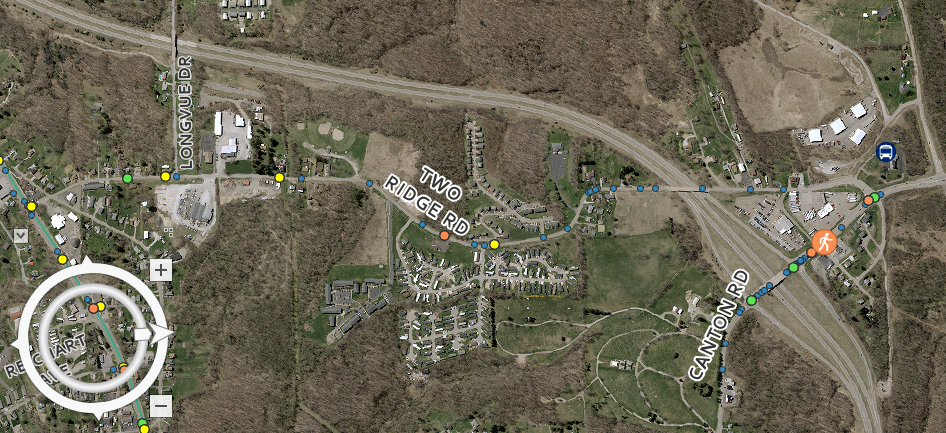 LONGVUE DR
TWO
RIDGE RD
CANTON RD